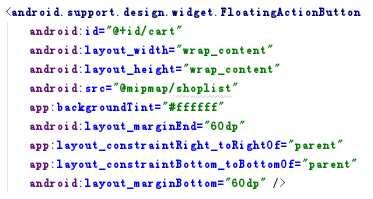 <android.support.design.widget.FloatingActionButton
android:id="@+id/cart"
android:layout_width="wrap_content"
android:layout_height="wrap_content"
android:src="@mipmap/shoplist"
app:backgroundTint="#ffffff"
android:layout_marginEnd="60dp"
app:layout_constraintRight_toRightOf="parent"
app:layout_constraintBottom_toBottomOf="parent"
android:layout_marginBottom="60dp" />